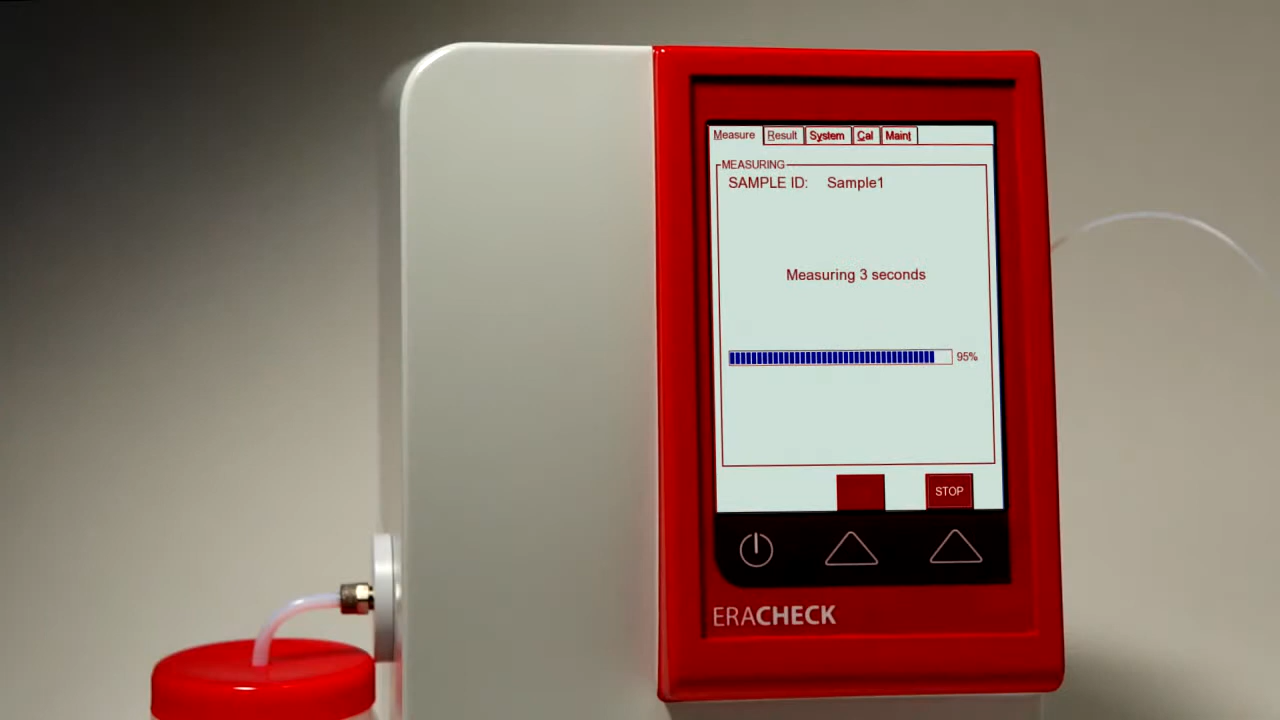 Measure Result System Cal Maint
MEASURING
SAMPLE ID: Sample1
Measuring 3 seconds
95%
STOP
ERACHECK